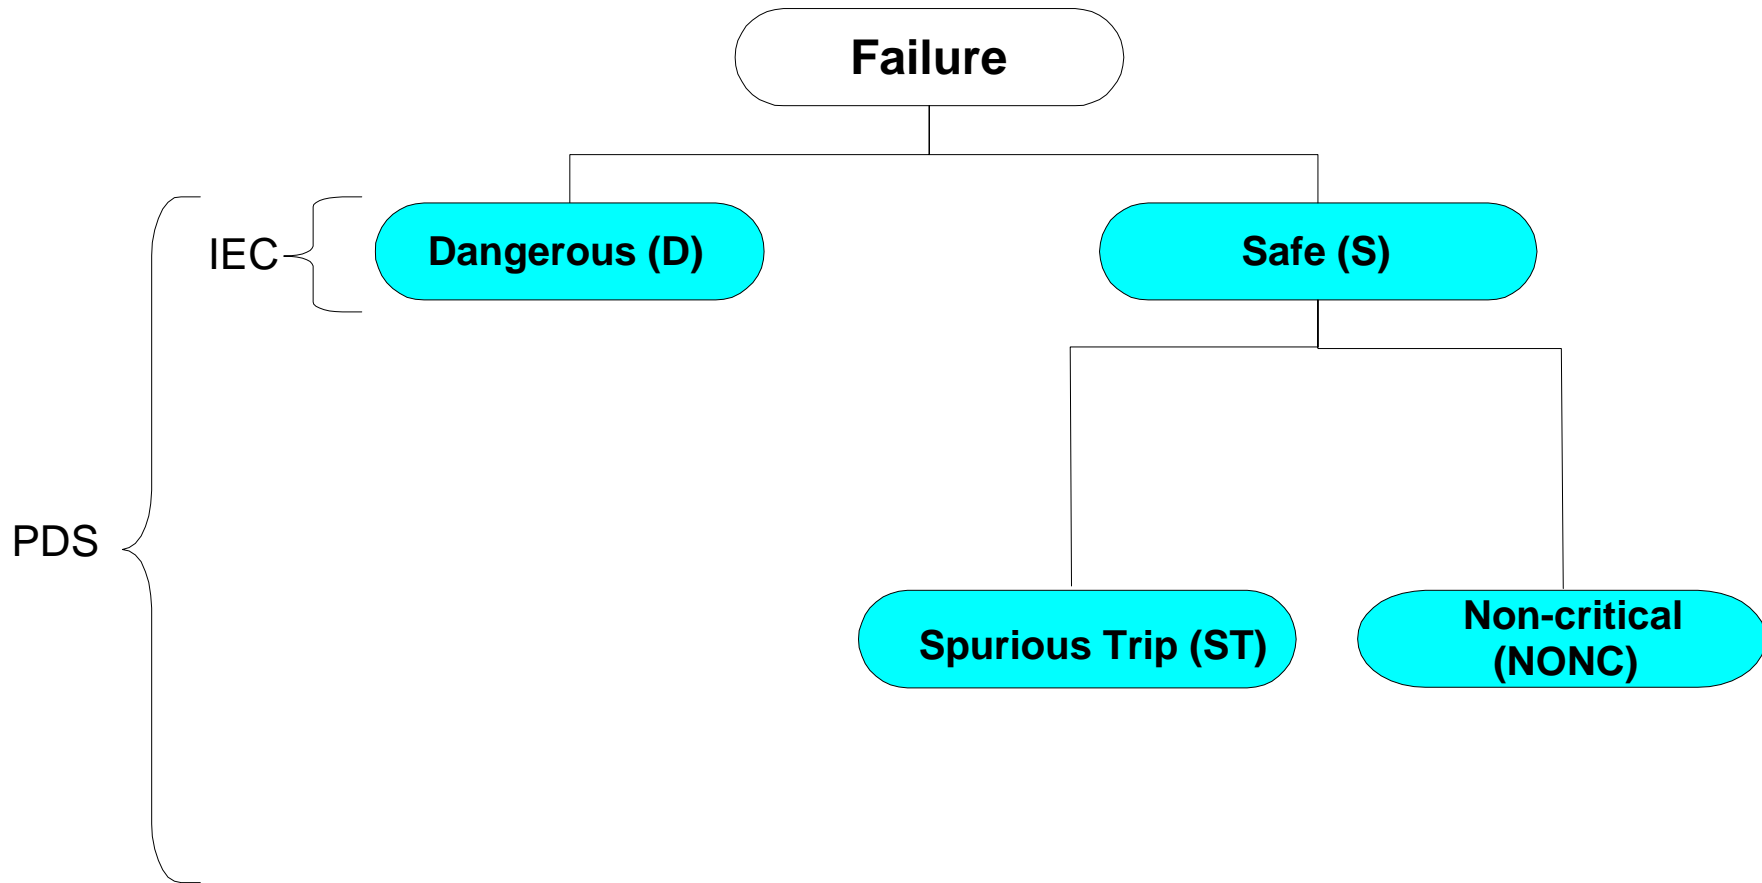 Failure
IEC
Dangerous (D)
Safe (S)
PDS
Spurious Trip (ST)
Non-critical
(NONC)